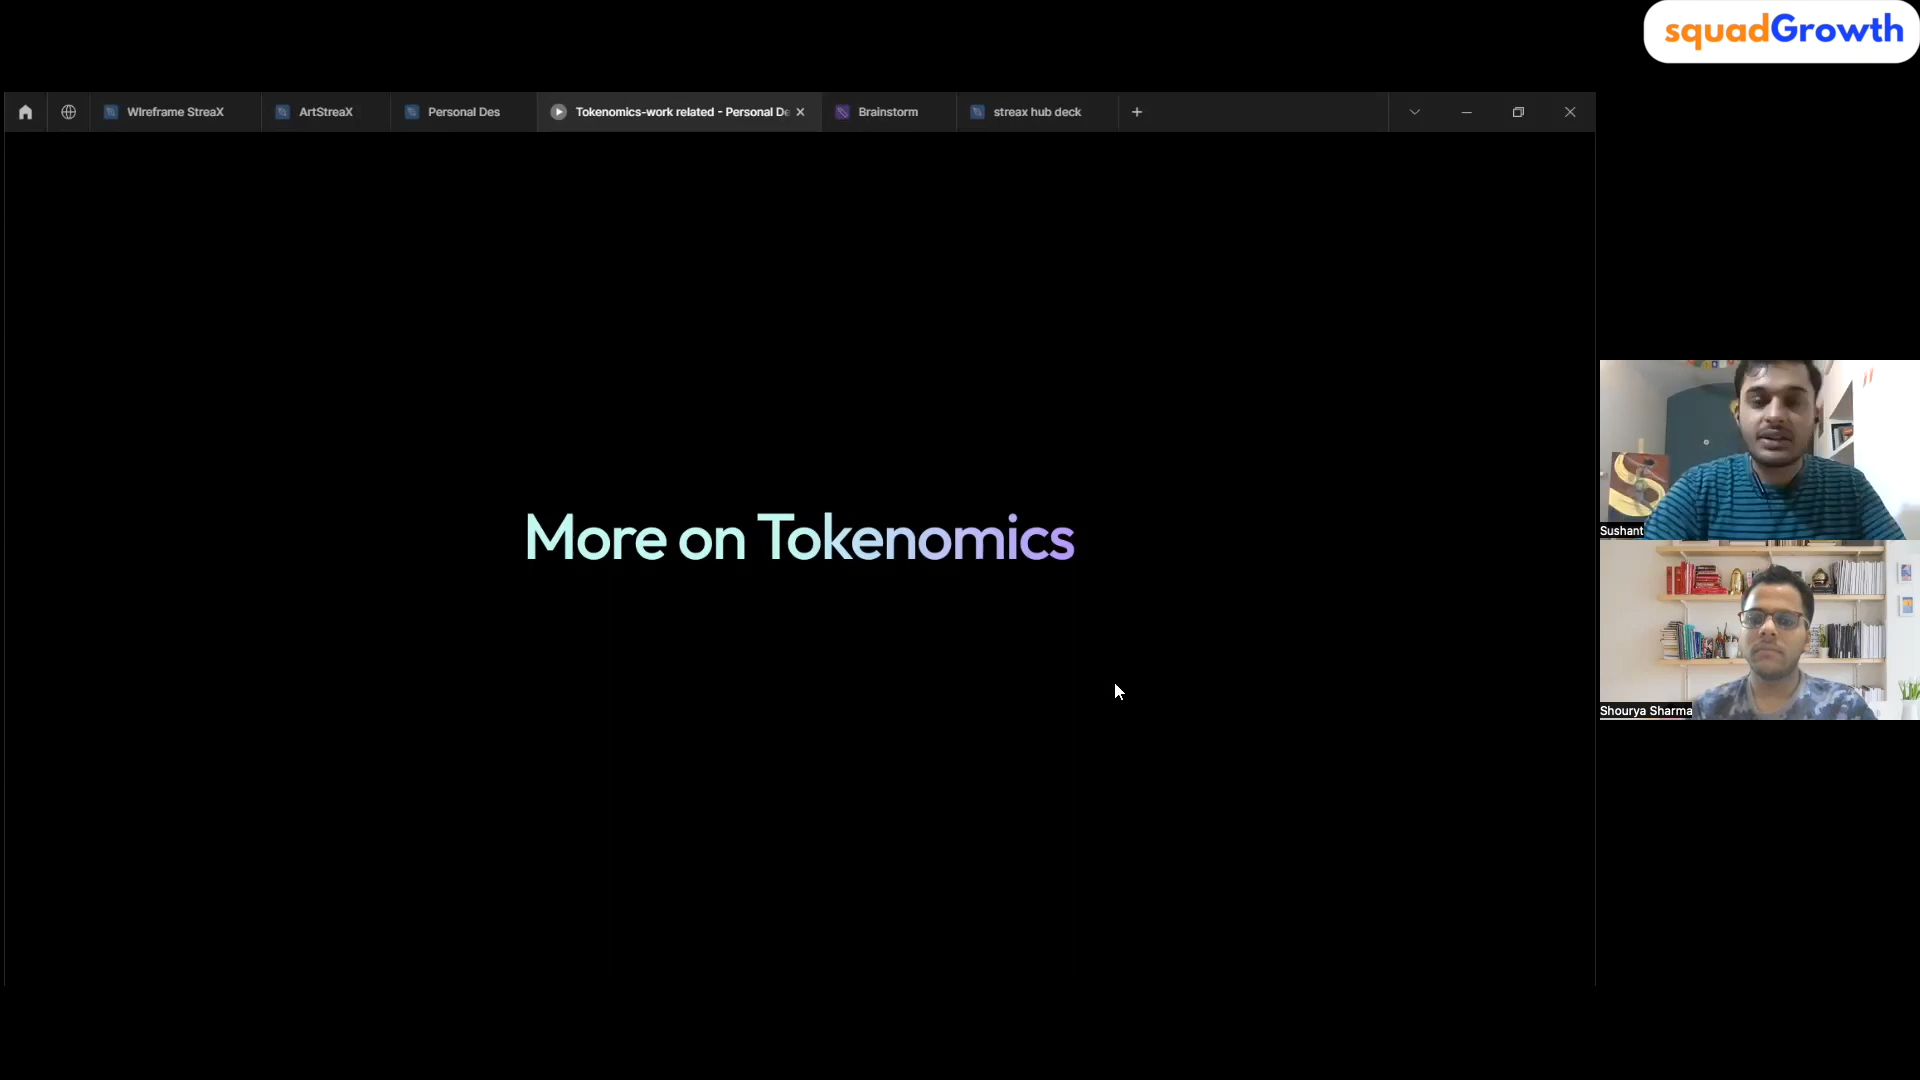 squadGrowth
WIreframe StreaX
ArtStreaX
Personal Des
Tokenomics-work related - Personal De
Brainstorm
streax hub deck
More on Tokenomics
Sushant
Shourya Sharma